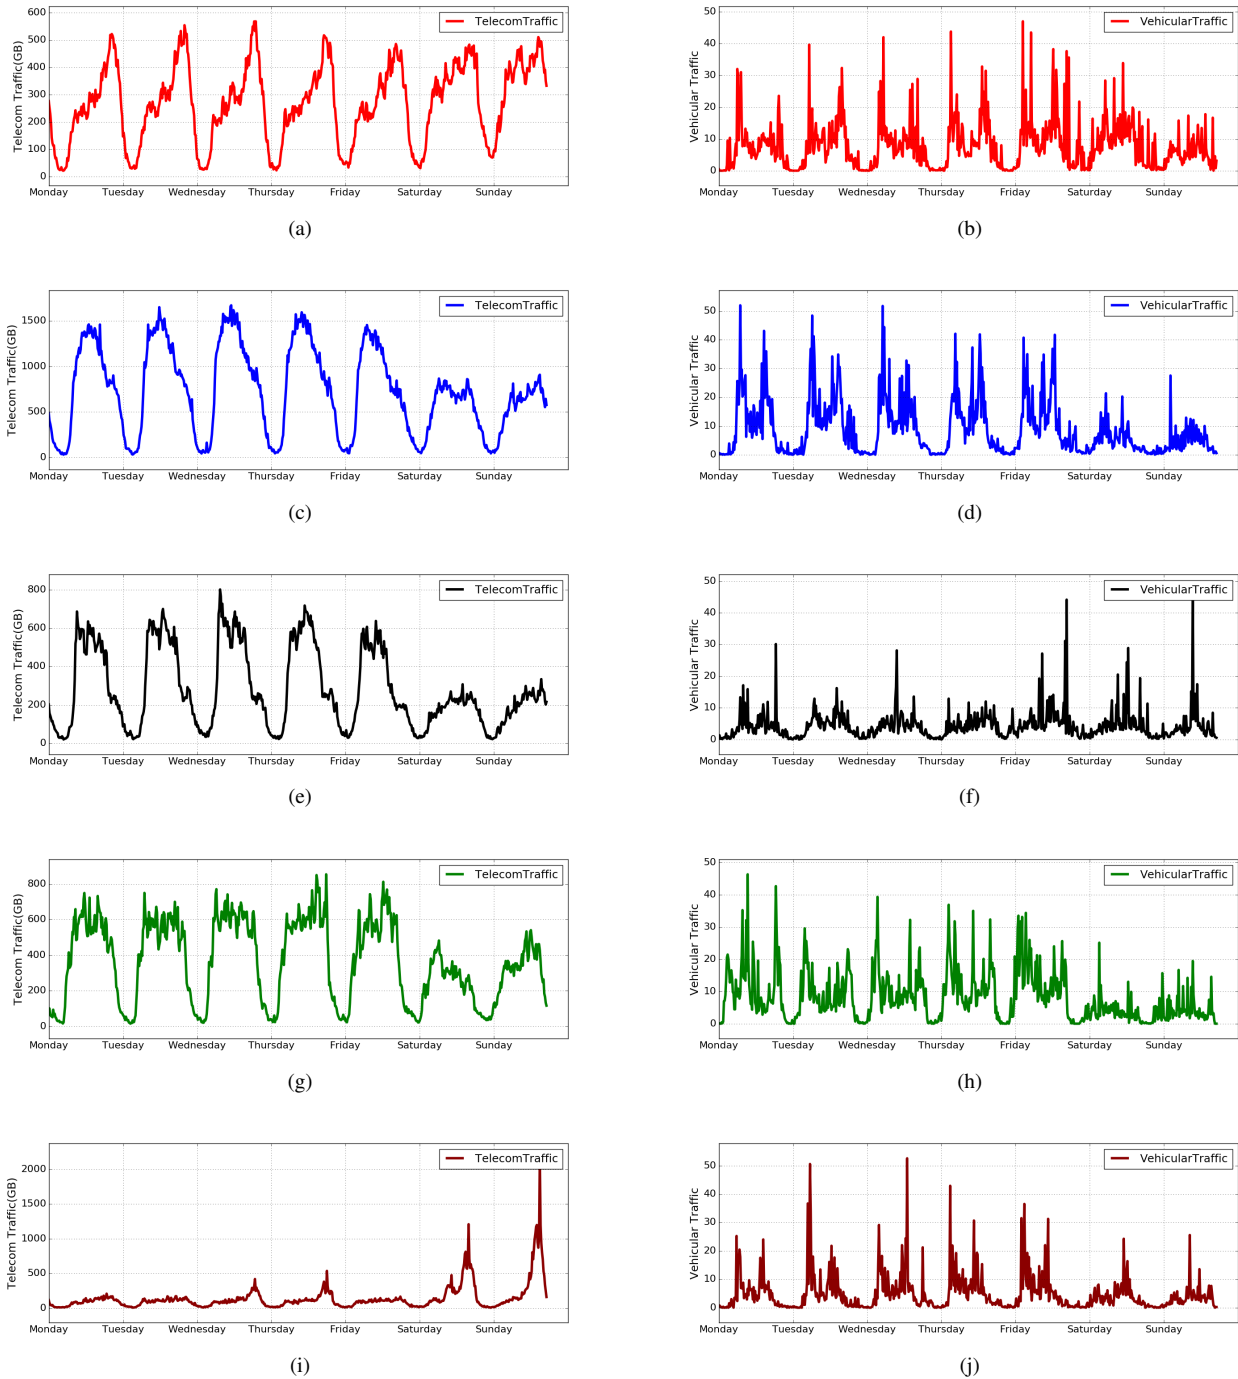 600
500
400
300
200
100
0
Telecom Traffic(GB)
TelecomTraffic
Monday Tuesday Wednesday Thursday Friday Saturday Sunday
(a)
50
40
30
20
10
0
Vehicular Traffic
VehicularTraffic
Monday Tuesday Wednesday Thursday Friday Saturday Sunday
(b)
1500
1000
500
0
Telecom Traffic(GB)
TelecomTraffic
Monday Tuesday Wednesday Thursday Friday Saturday Sunday
(c)
50
40
30
20
10
0
Vehicular Traffic
VehicularTraffic
Monday Tuesday Wednesday Thursday Friday Saturday Sunday
(d)
800
600
400
200
0
Telecom Traffic(GB)
TelecomTraffic
Monday Tuesday Wednesday Thursday Friday Saturday Sunday
(e)
50
40
30
20
10
0
Vehicular Traffic
VehicularTraffic
Monday Tuesday Wednesday Thursday Friday Saturday Sunday
(f)
800
600
400
200
0
Telecom Traffic(GB)
TelecomTraffic
Monday Tuesday Wednesday Thursday Friday Saturday Sunday
(g)
50
40
30
20
10
0
Vehicular Traffic
VehicularTraffic
Monday Tuesday Wednesday Thursday Friday Saturday Sunday
(h)
2000
1500
1000
500
0
Telecom Traffic(GB)
TelecomTraffic
Monday Tuesday Wednesday Thursday Friday Saturday Sunday
(i)
50
40
30
20
10
0
Vehicular Traffic
VehicularTraffic
Monday Tuesday Wednesday Thursday Friday Saturday Sunday
(j)